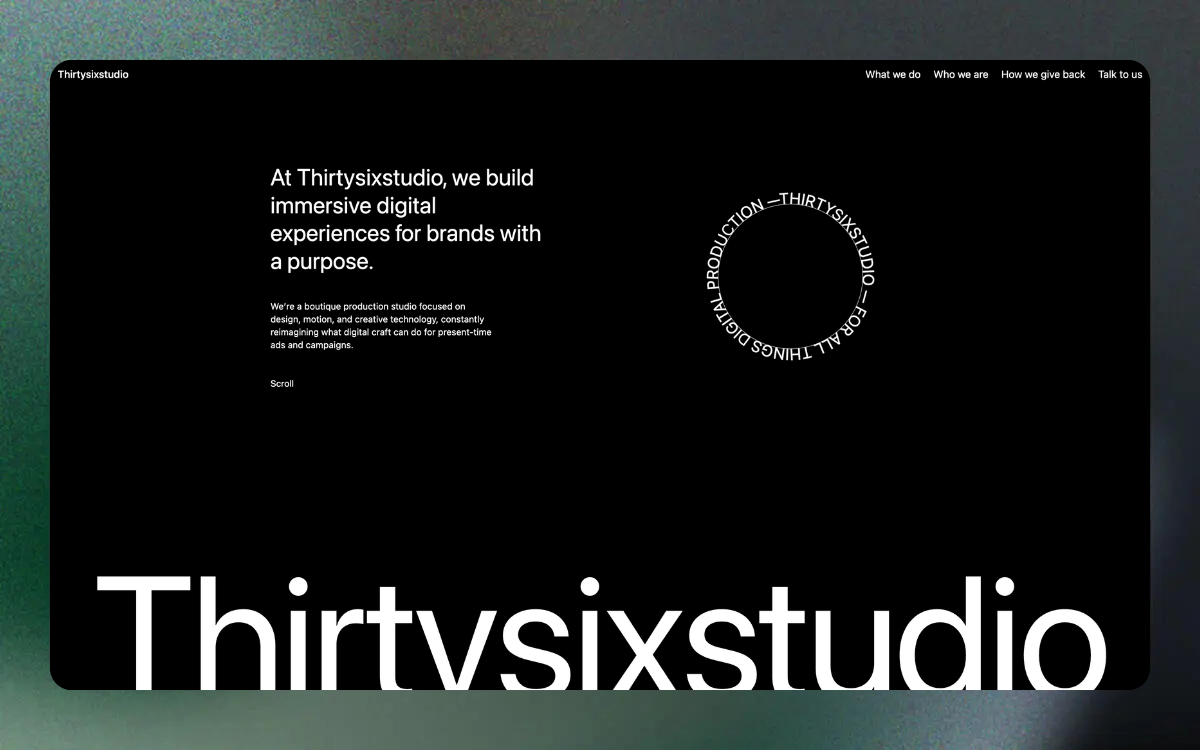 Thirtysixstudio
What we do
Who we are
How we give back
Talk to us
At Thirtysixstudio, we build
immersive digital
experiences for brands with
a purpose.
We're a boutique production studio focused on
design, motion, and creative technology, constantly
reimagining what digital craft can do for present-time
ads and campaigns.
Scroll
—THIRTYSIXSTUDIO — FOR ALL THINGS DIGITAL PRODUCTION
Thirtysixstudio